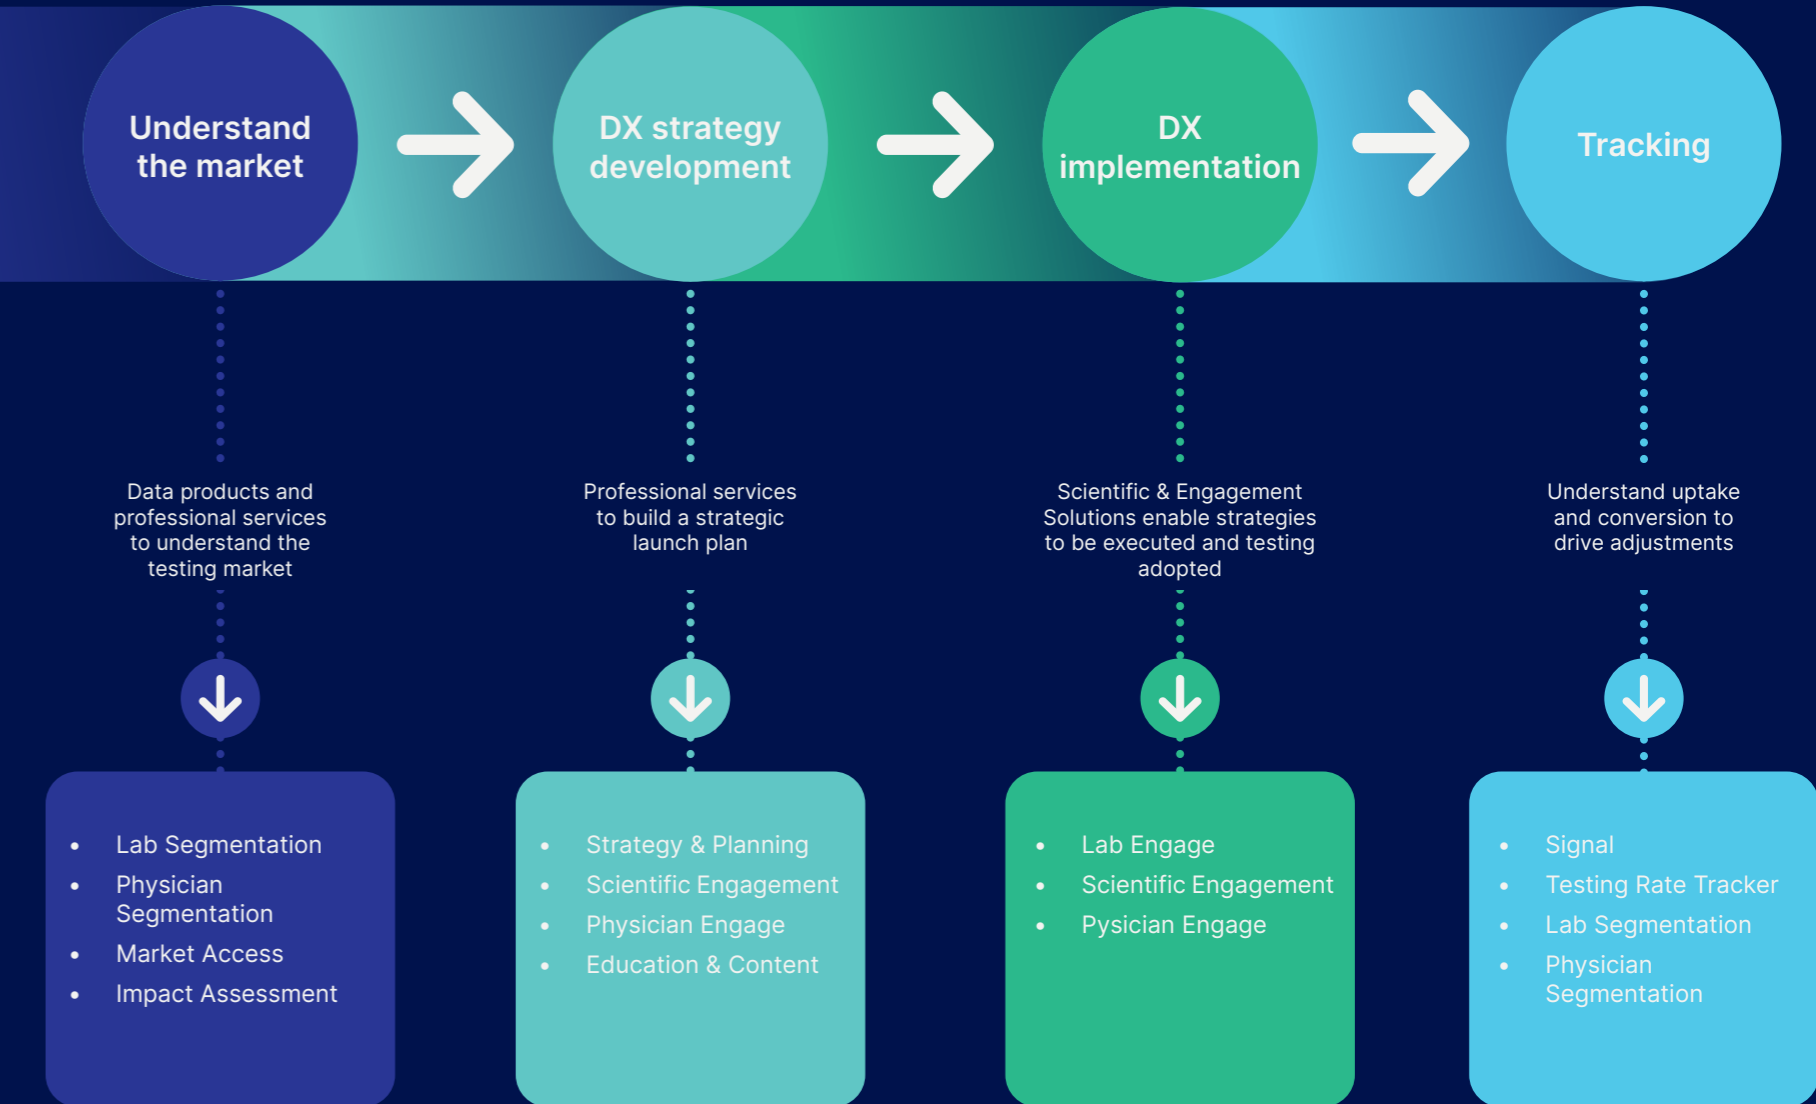 Understand
the market
DX strategy
development
DX
implementation
Tracking
Data products and
professional services
to understand the
testing market
Professional services
to build a strategic
launch plan
Scientific & Engagement
Solutions enable strategies
to be executed and testing
adopted
Understand uptake
and conversion to
drive adjustments
• Lab Segmentation
• Physician
Segmentation
• Market Access
• Impact Assessment
• Strategy & Planning
• Scientific Engagement
• Physician Engage
• Education & Content
• Lab Engage
• Scientific Engagement
• Pysician Engage
• Signal
• Testing Rate Tracker
• Lab Segmentation
• Physician
Segmentation